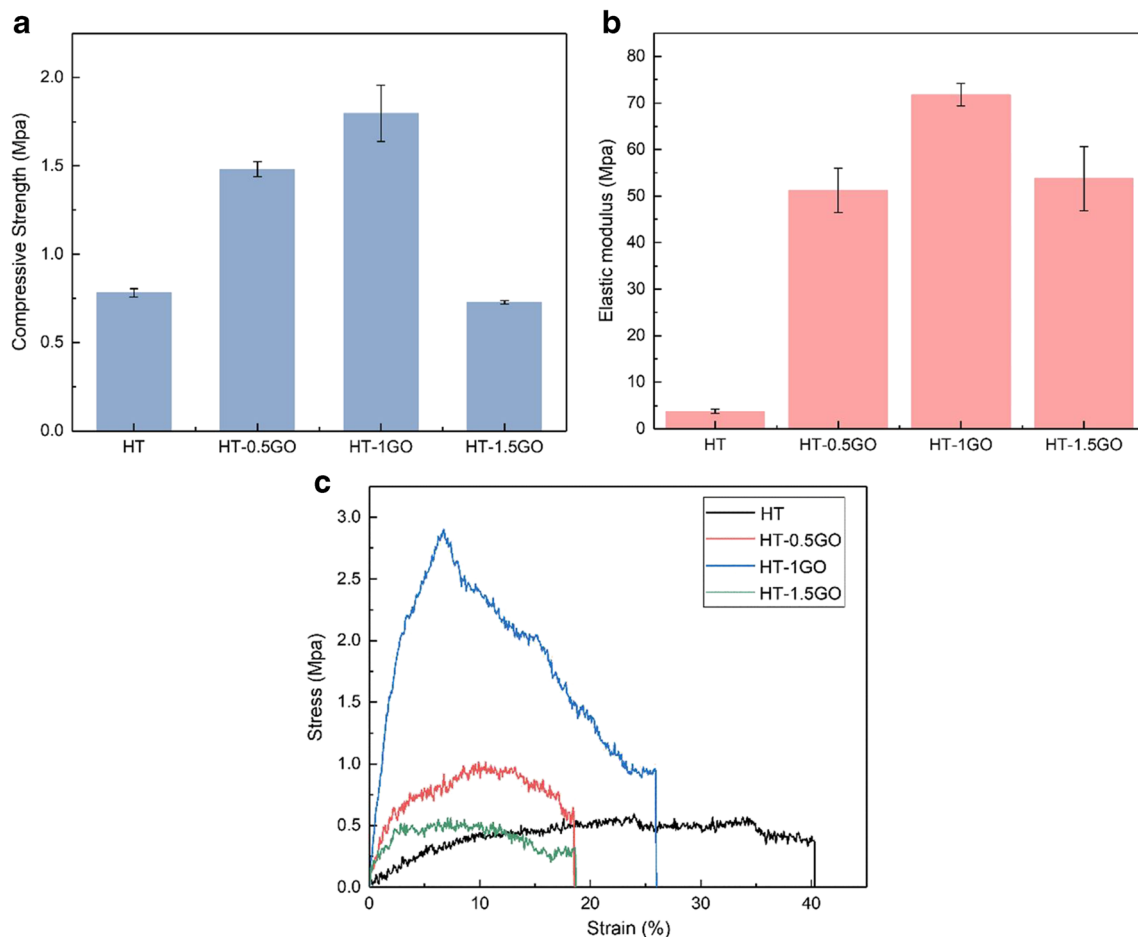 a
Compressive Strength (Mpa)
2.0
1.5
1.0
0.5
0.0
HT
HT-0.5GO
HT-1GO
HT-1.5GO
b
Elastic modulus (Mpa)
80
70
60
50
40
30
20
10
0
HT
HT-0.5GO
HT-1GO
HT-1.5GO
c
Stress (Mpa)
3.0
2.5
2.0
1.5
1.0
0.5
0.0
HT
HT-0.5GO
HT-1GO
HT-1.5GO
0
10
20
30
40
Strain (%)